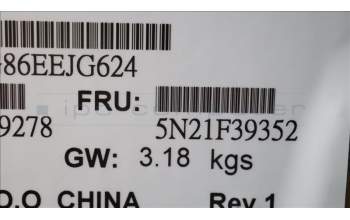 86EEJG624
FRU:
9278 5N21F39352
GW: 3.18 kgs
O.O CHINA Rev 1